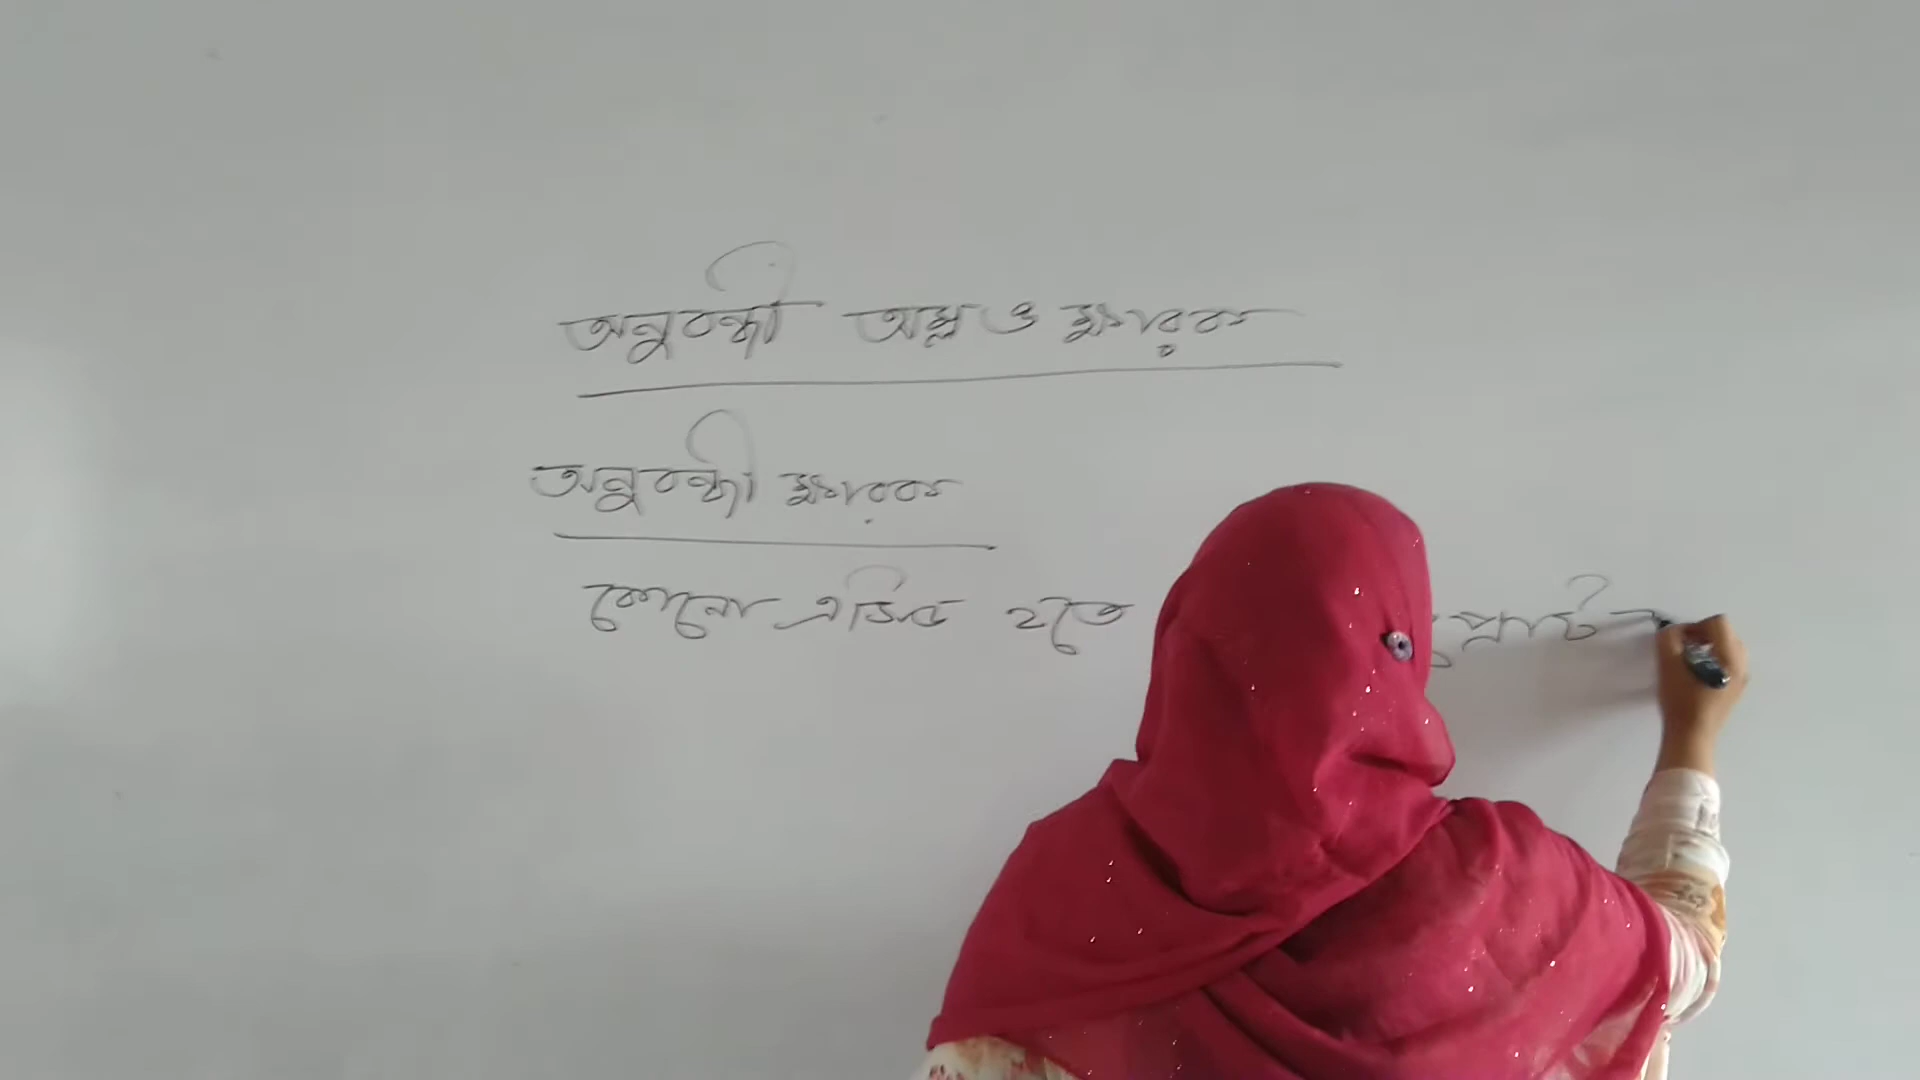 অনুবন্ধী অম্ল ও ক্ষারক
অনুবন্ধী ক্ষারক
কোনো এসিড হতে